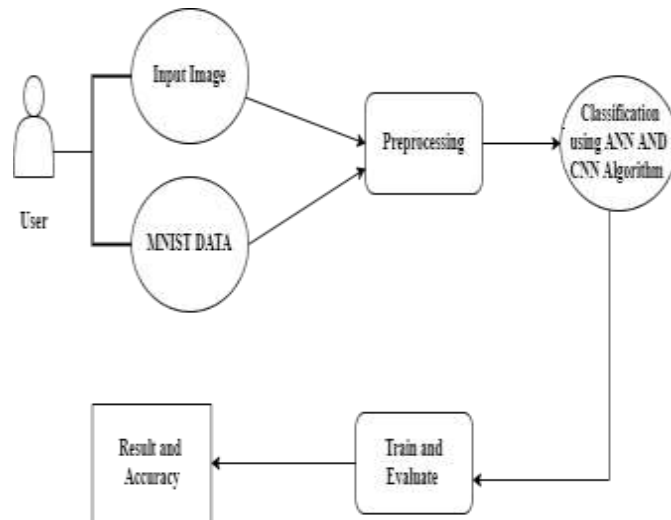 Input Image
User
MNIST DATA
Preprocessing
Classification
using ANN AND
CNN Algorithm
Train and
Evaluate
Result and
Accuracy